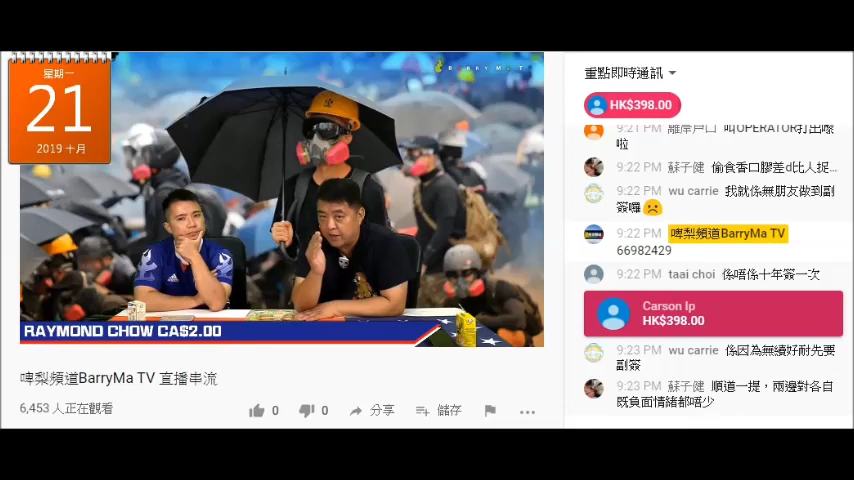 星期一
21
2019 十月
BARRYMA TV
RAYMOND CHOW CA$2.00
啤梨頻道BarryMa TV 直播串流
6,453 人正在觀看
0
0
分享
儲存
重點即時通訊
HK$398.00
9:21 PM 離岸戶口 叫OPERATOR打出嚟
啦
9:22 PM 蘇子健 偷食香口膠差d比人捉...
9:22 PM wu carrie 我就係無朋友做到副
簽囉
9:22 PM 啤梨頻道BarryMa TV
66982429
9:22 PM taai choi 係唔係十年簽一次
Carson Ip
HK$398.00
9:23 PM wu carrie 係因為無續好耐先要
副簽
9:23 PM 蘇子健 順道一提，兩邊對各自
既負面情緒都唔少